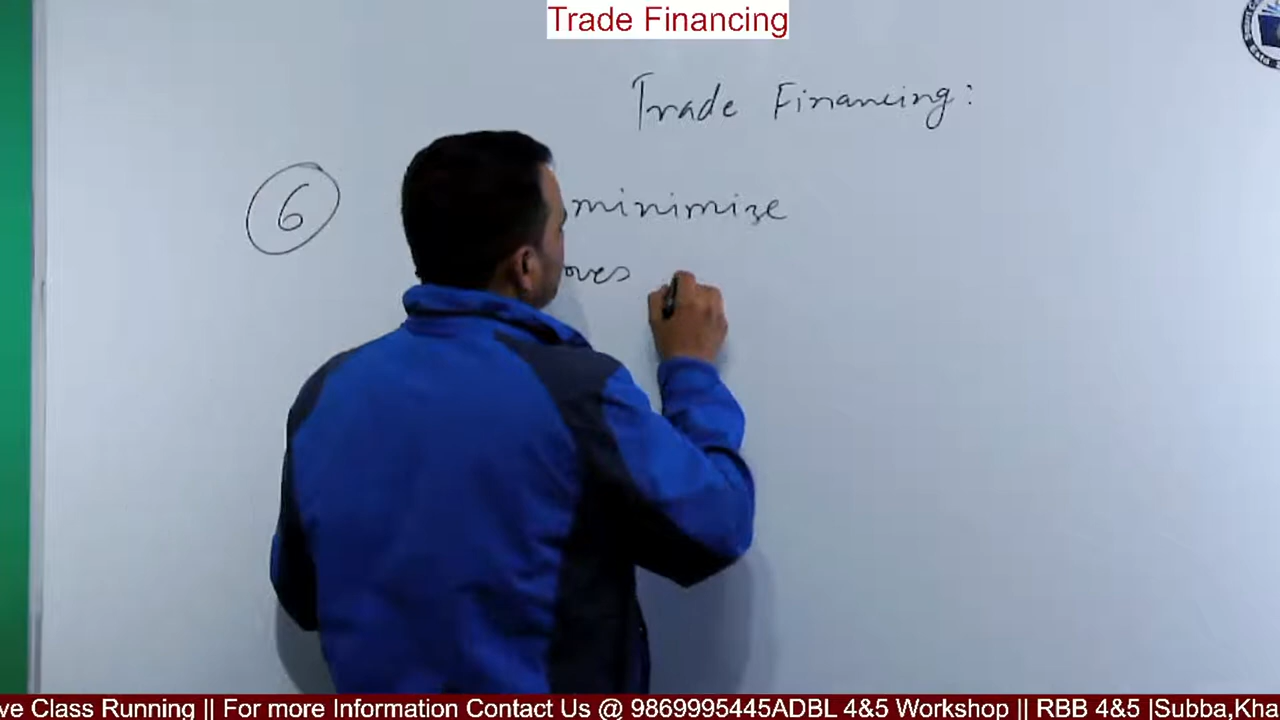 Trade Financing
Trade Financing:
6
minimize
oves
ve Class Running || For more Information Contact Us @ 9869995445ADBL 4&5 Workshop || RBB 4&5 |Subba,Kha